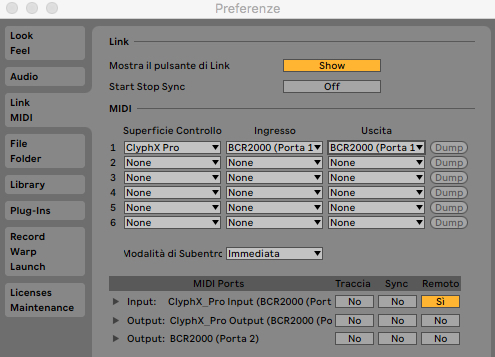 Preferenze
Look
Feel
Audio
Link
MIDI
File
Folder
Library
Plug-Ins
Record
Warp
Launch
Licenses
Maintenance
Link
Mostra il pulsante di Link Show
Start Stop Sync Off
MIDI
Superficie Controllo Ingresso Uscita
1 ClyphX Pro BCR2000 (Porta 1 BCR2000 (Porta 1 Dump
2 None None None Dump
3 None None None Dump
4 None None None Dump
5 None None None Dump
6 None None None Dump
Modalità di Subentro Immediata
MIDI Ports Traccia Sync Remoto
Input: ClyphX_Pro Input (BCR2000 (Port No No Sì
Output: ClyphX_Pro Output (BCR2000 (Po No No No
Output: BCR2000 (Porta 2) No No No